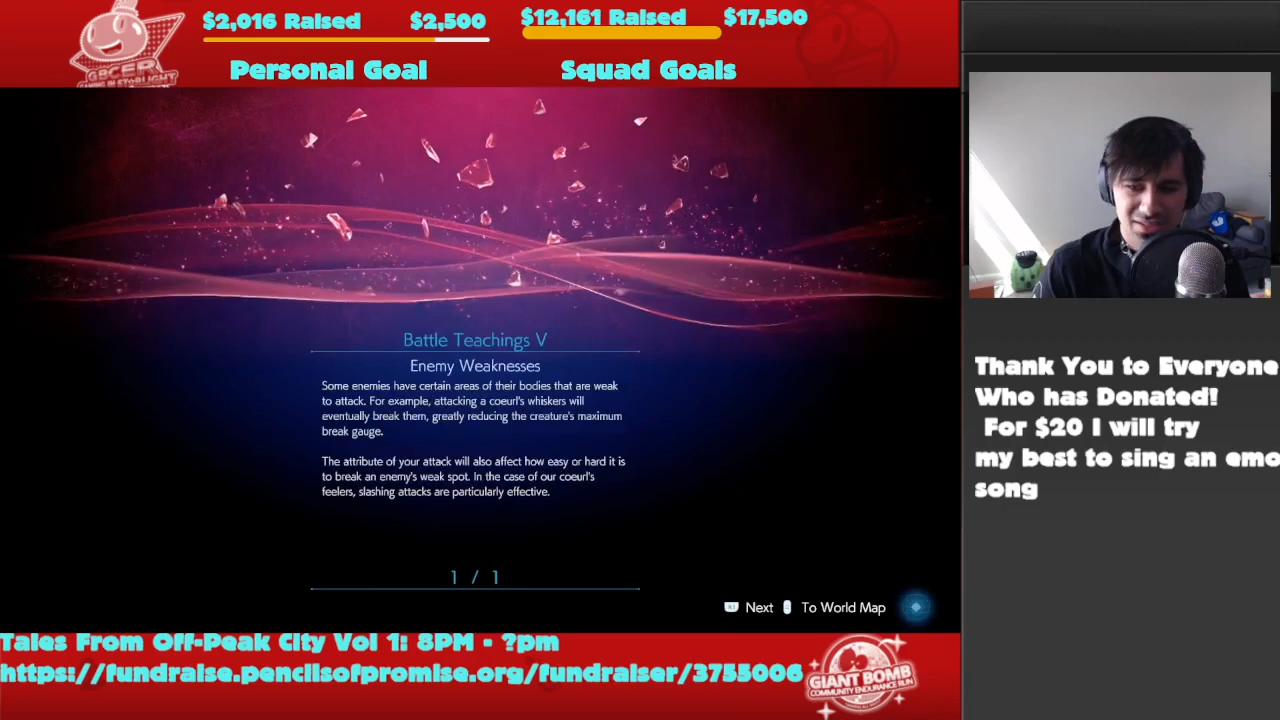 $2,016 Raised $2,500
$12,161 Raised $17,500
Personal Goal
Squad Goals
GBCER
GAMING IN STARLIGHT
Battle Teachings V
Enemy Weaknesses
Some enemies have certain areas of their bodies that are weak
to attack. For example, attacking a coeurl's whiskers will
eventually break them, greatly reducing the creature's maximum
break gauge.
The attribute of your attack will also affect how easy or hard it is
to break an enemy's weak spot. In the case of our coeurl's
feelers, slashing attacks are particularly effective.
1 / 1
Next To World Map
Thank You to Everyone
Who has Donated!
For $20 I will try
my best to sing an emo
song
Tales From Off-Peak City Vol 1: 8PM - ?pm
https://fundraise.pencilsofpromise.org/fundraiser/3755006
GIANT BOMB
COMMUNITY ENDURANCE RUN